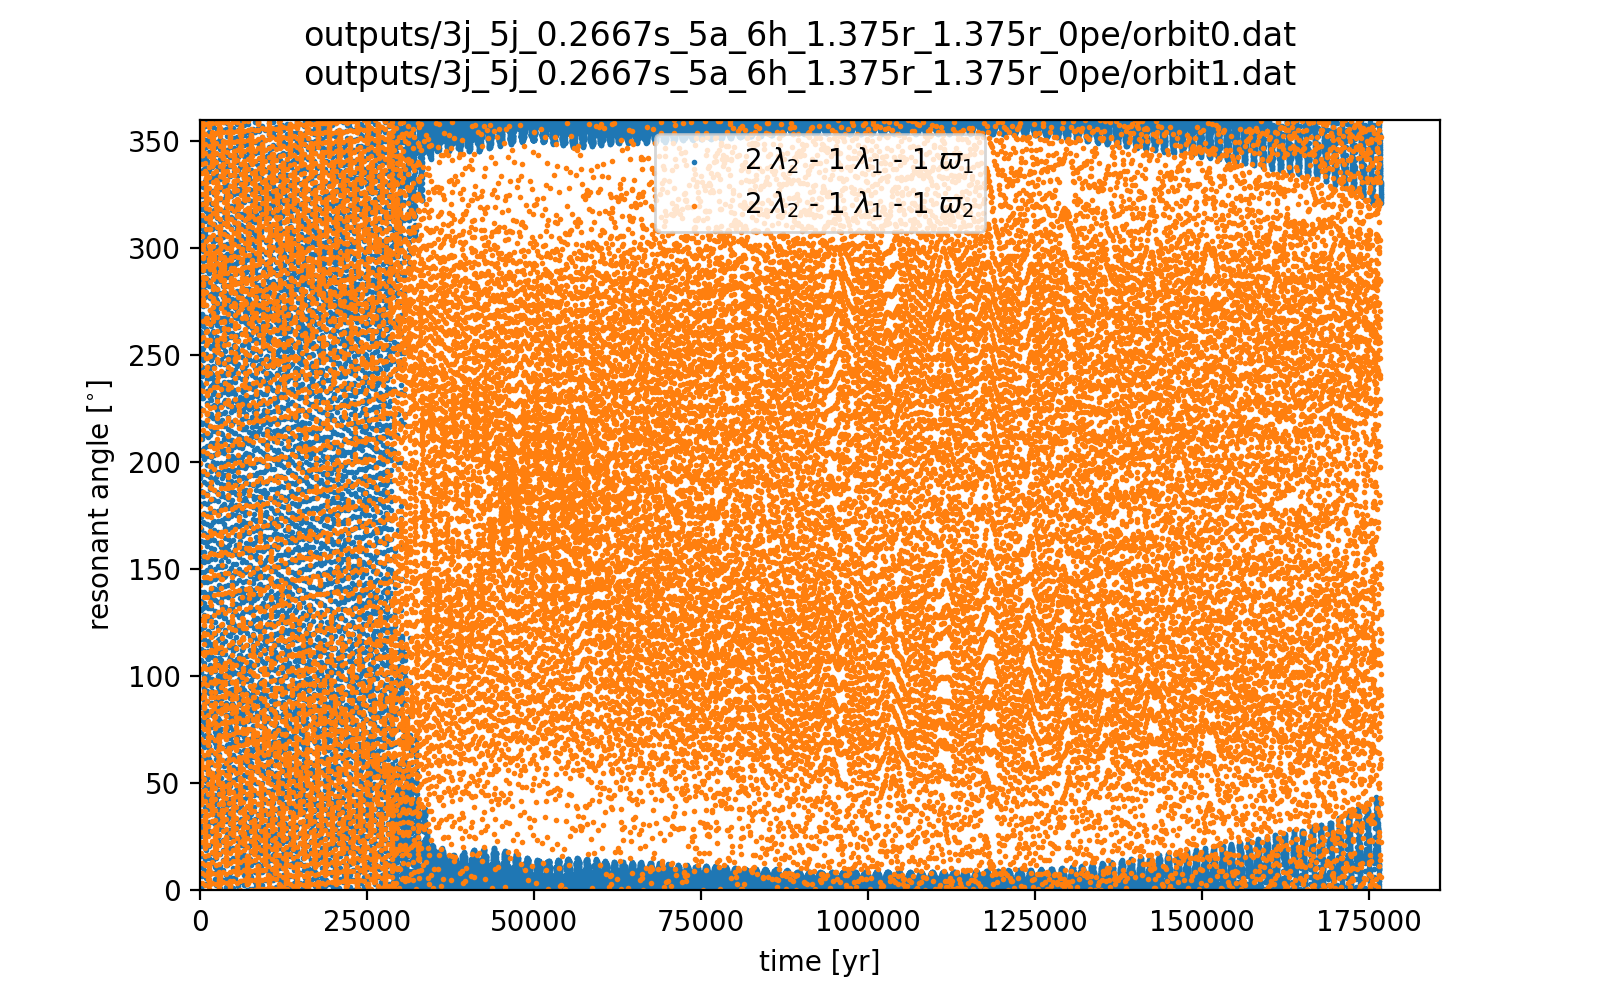 outputs/3j_5j_0.2667s_5a_6h_1.375r_1.375r_0pe/orbit0.dat
outputs/3j_5j_0.2667s_5a_6h_1.375r_1.375r_0pe/orbit1.dat
350
300
250
200
150
100
50
0
resonant angle [°]
2 λ₂ - 1 λ₁ - 1 ϖ₁
2 λ₂ - 1 λ₁ - 1 ϖ₂
0 25000 50000 75000 100000 125000 150000 175000
time [yr]